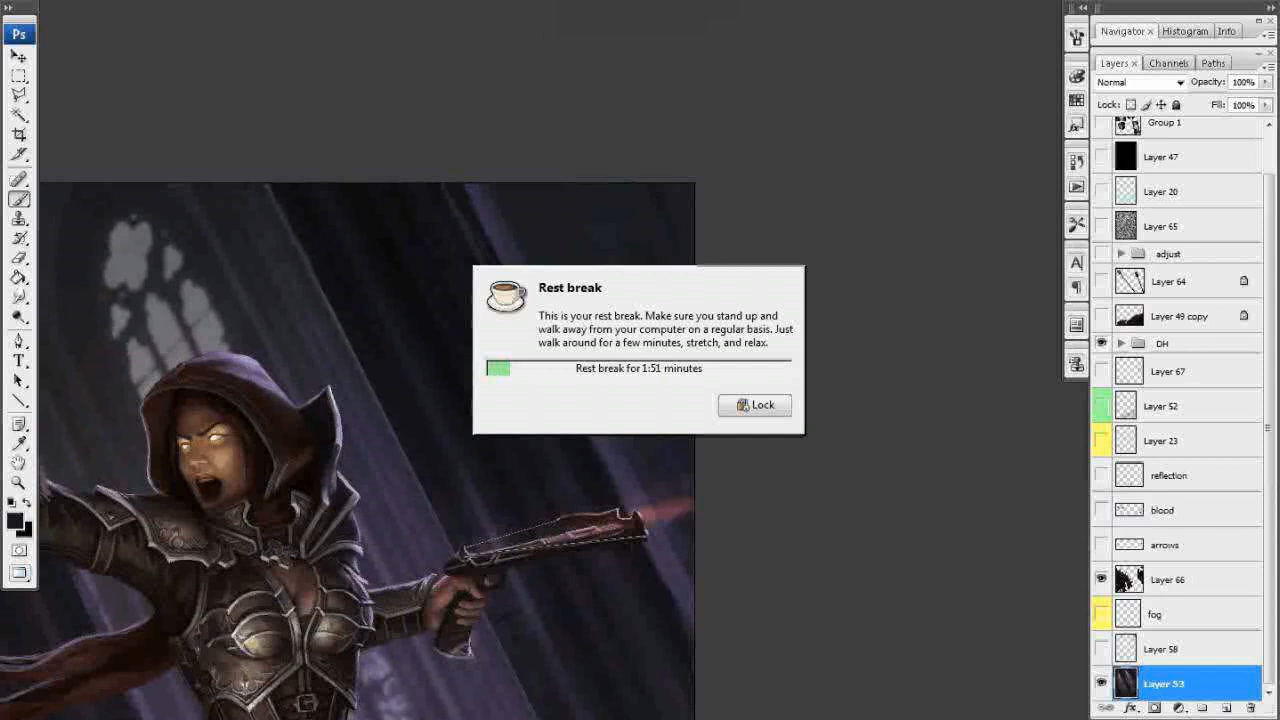 Ps
Navigator × Histogram Info
Layers × Channels Paths
Normal Opacity: 100%
Lock: Fill: 100%
Group 1
Layer 47
Layer 20
Layer 65
adjust
Layer 64
Layer 49 copy
DH
Layer 67
Layer 52
Layer 23
reflection
blood
arrows
Layer 66
fog
Layer 58
Layer 53
Rest break
This is your rest break. Make sure you stand up and
walk away from your computer on a regular basis. Just
walk around for a few minutes, stretch, and relax.
Rest break for 1:51 minutes
Lock